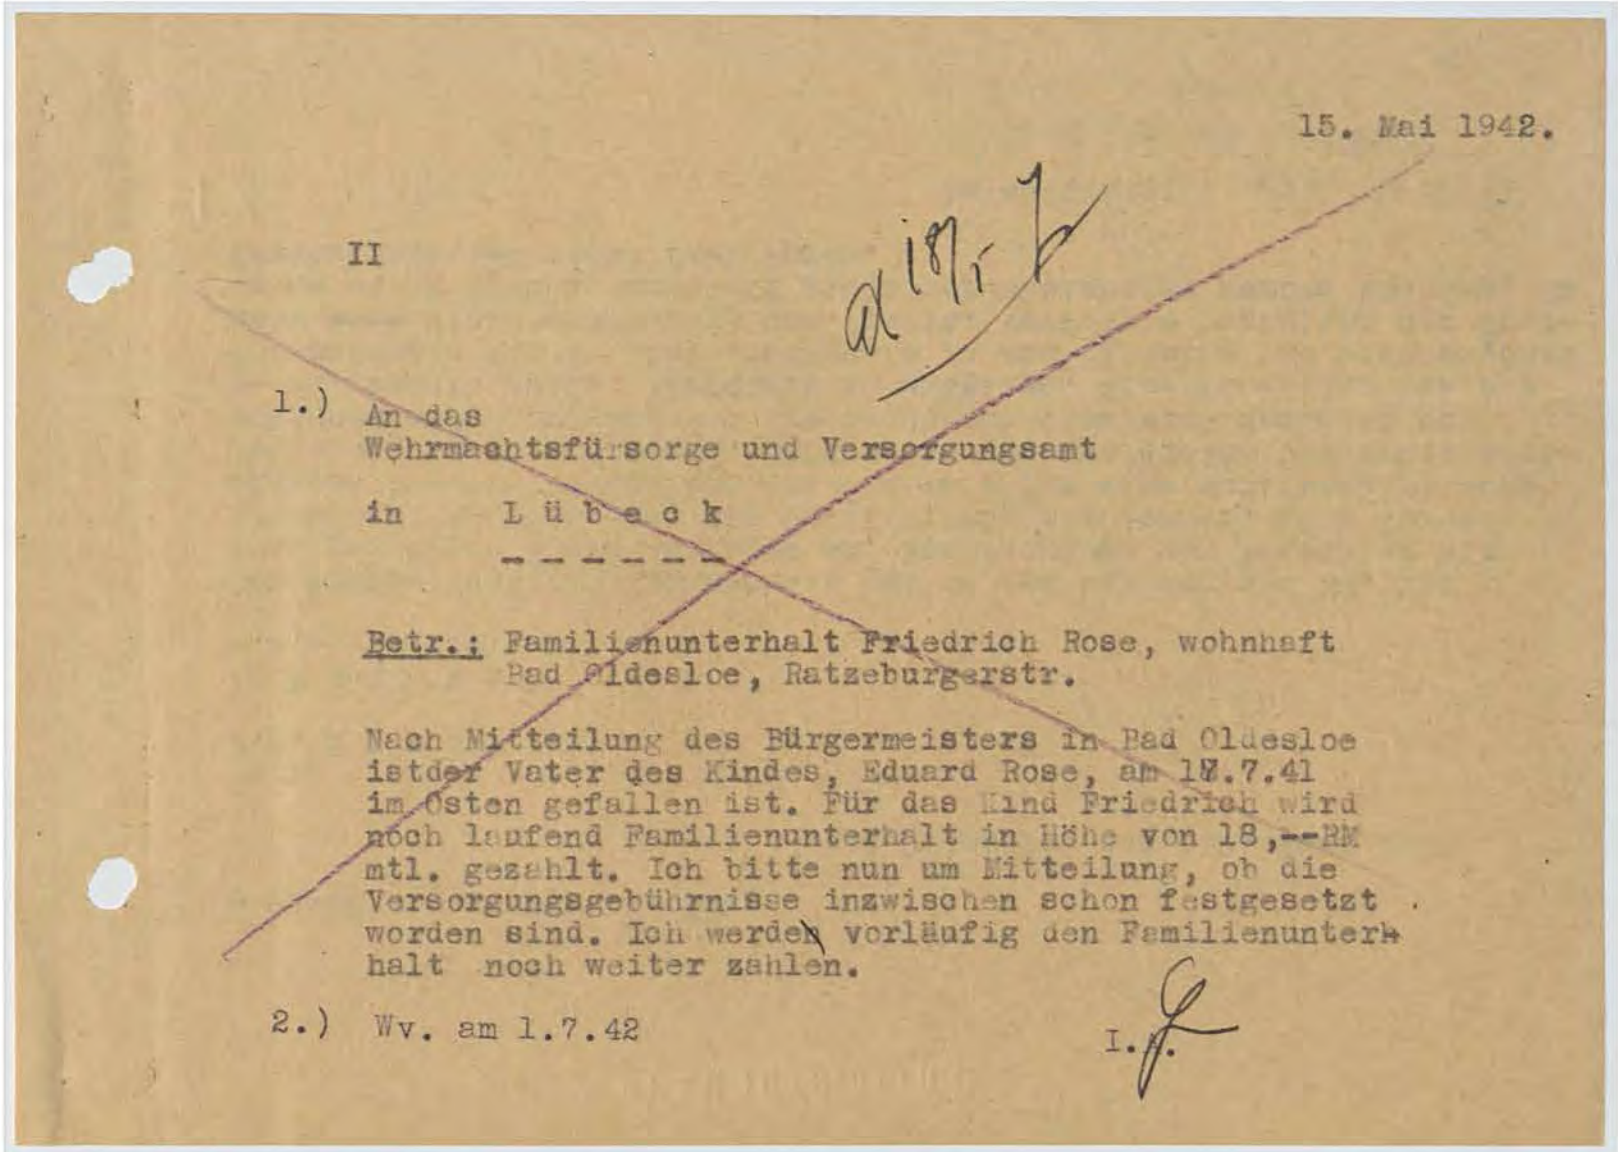 15. Mai 1942.
II
18/5
1.) An das
Wehrmachtsfürsorge und Versorgungsamt
in L ü b e c k
- - - - - -
Betr.: Familienunterhalt Friedrich Rose, wohnhaft
Bad Oldesloe, Ratzeburgerstr.
Nach Mitteilung des Bürgermeisters in Bad Oldesloe
istder Vater des Kindes, Eduard Rose, am .7.41
im Osten gefallen ist. Für das Kind Friedrich wird
noch laufend Familienunterhalt in Höhe von 18,--RM
mtl. gezahlt. Ich bitte nun um Mitteilung, ob die
Versorgungsgebührnisse inzwischen schon festgesetzt
worden sind. Ich werde vorläufig den Familienunter-
halt noch weiter zahlen.
2.) Wv. am 1.7.42
I.A.